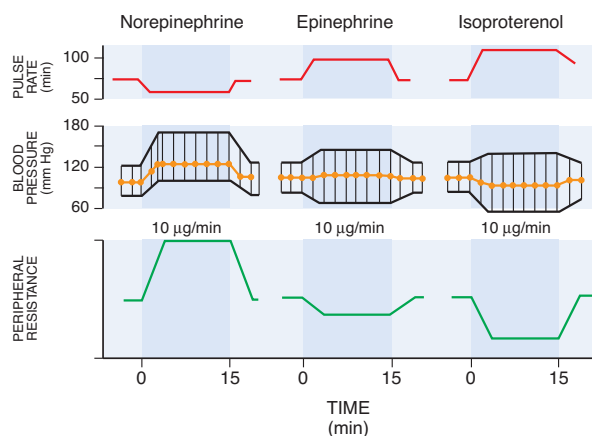 Norepinephrine Epinephrine Isoproterenol
PULSE
RATE
(min)
100
50
BLOOD
PRESSURE
(mm Hg)
180
120
60
10 μg/min 10 μg/min 10 μg/min
PERIPHERAL
RESISTANCE
0 15 0 15 0 15
TIME
(min)